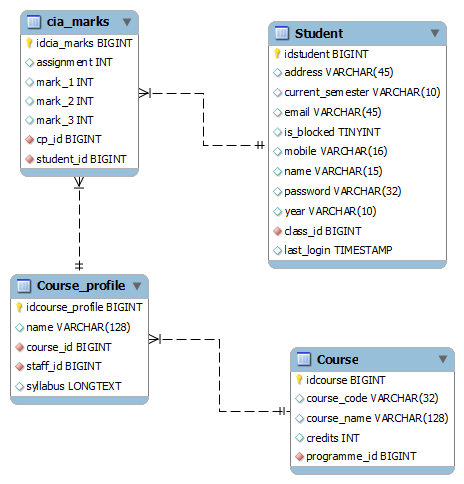 cia_marks
idcia_marks BIGINT
assignment INT
mark_1 INT
mark_2 INT
mark_3 INT
cp_id BIGINT
student_id BIGINT
Student
idstudent BIGINT
address VARCHAR(45)
current_semester VARCHAR(10)
email VARCHAR(45)
is_blocked TINYINT
mobile VARCHAR(16)
name VARCHAR(15)
password VARCHAR(32)
year VARCHAR(10)
class_id BIGINT
last_login TIMESTAMP
Course_profile
idcourse_profile BIGINT
name VARCHAR(128)
course_id BIGINT
staff_id BIGINT
syllabus LONGTEXT
Course
idcourse BIGINT
course_code VARCHAR(32)
course_name VARCHAR(128)
credits INT
programme_id BIGINT